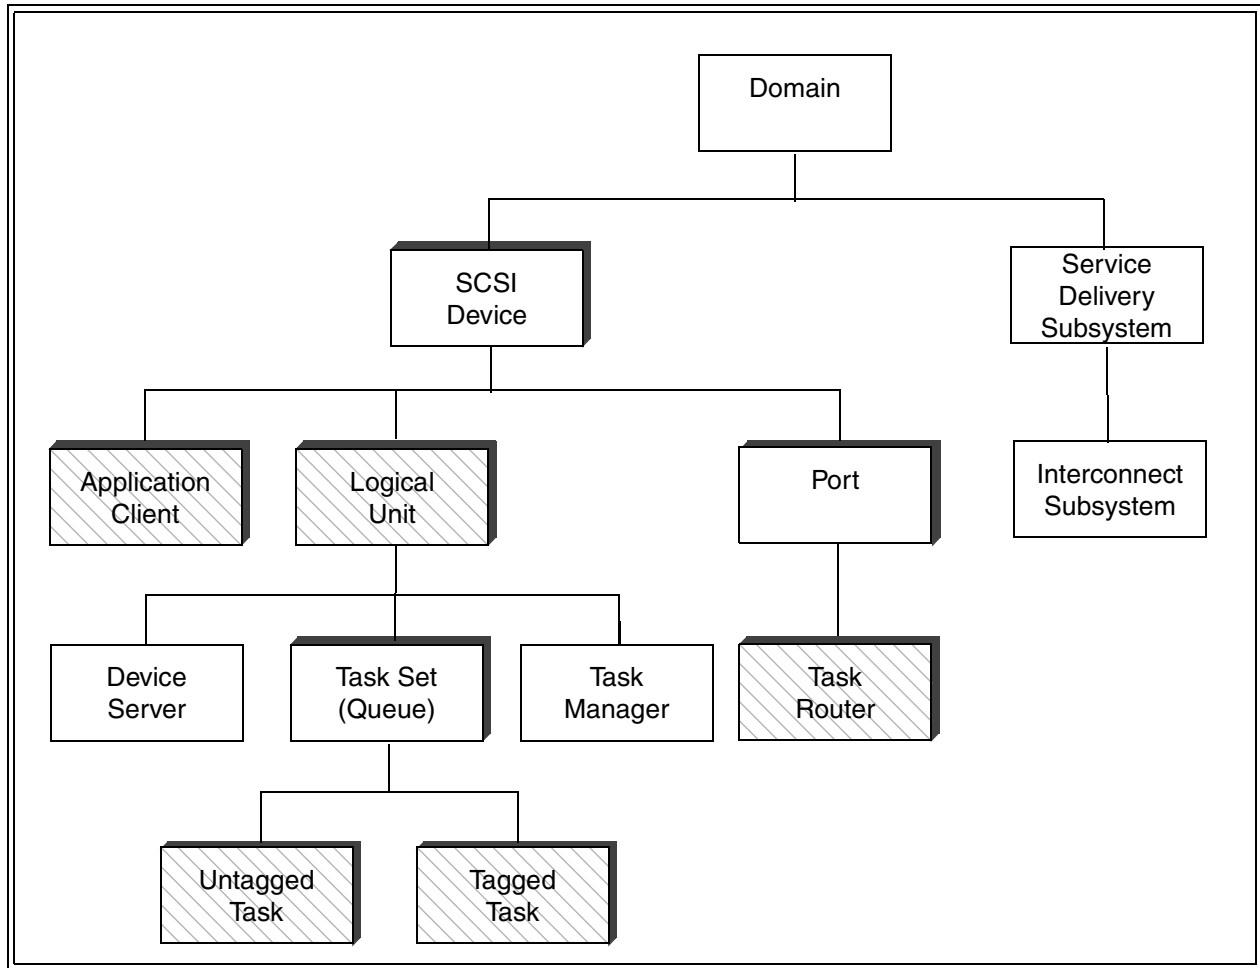 Domain
SCSI
Device
Service
Delivery
Subsystem
Application
Client
Logical
Unit
Port
Interconnect
Subsystem
Device
Server
Task Set
(Queue)
Task
Manager
Task
Router
Untagged
Task
Tagged
Task